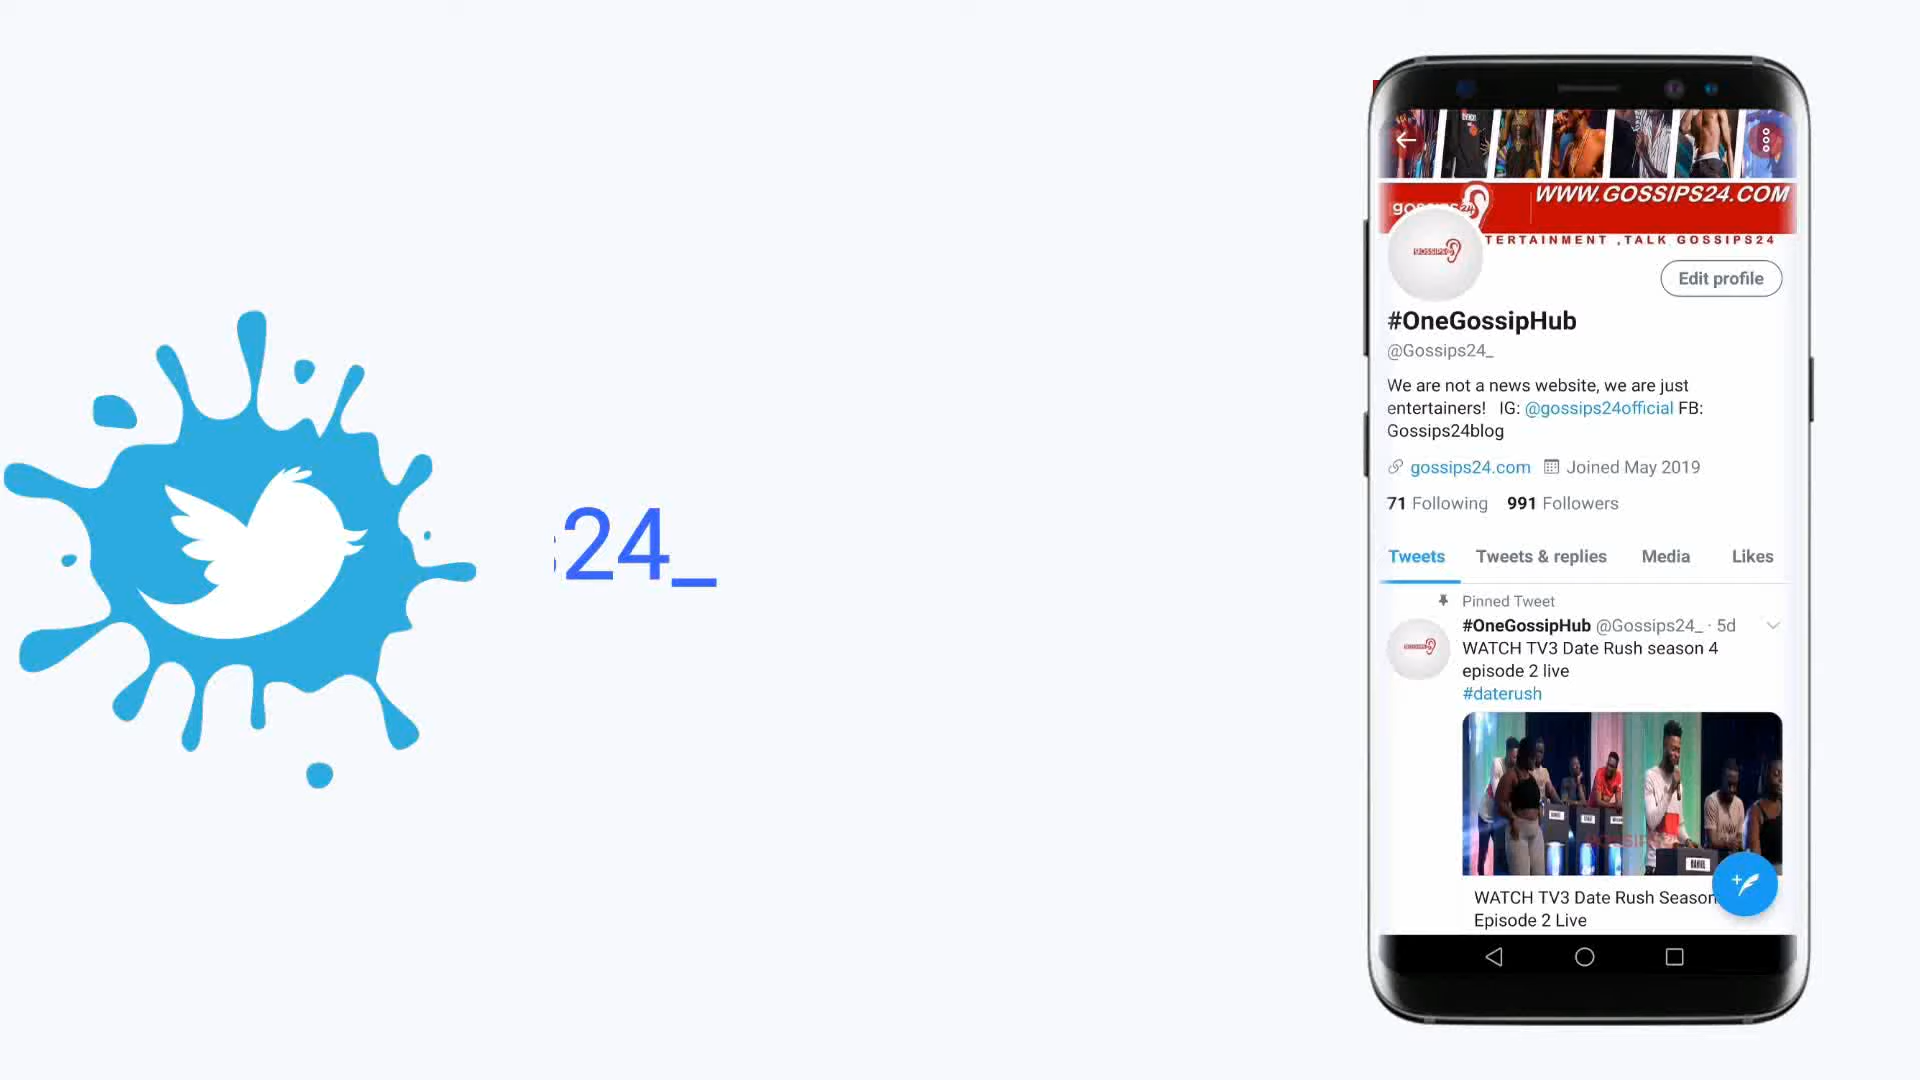 s24_
WWW.GOSSIPS24.COM
TERTAINMENT ,TALK GOSSIPS24
GOSSIPS24
Edit profile
#OneGossipHub
@Gossips24_
We are not a news website, we are just
entertainers! IG: @gossips24official FB:
Gossips24blog
gossips24.com Joined May 2019
71 Following 991 Followers
Tweets Tweets & replies Media Likes
Pinned Tweet
#OneGossipHub @Gossips24_ · 5d
WATCH TV3 Date Rush season 4
episode 2 live
#daterush
WATCH TV3 Date Rush Season
Episode 2 Live